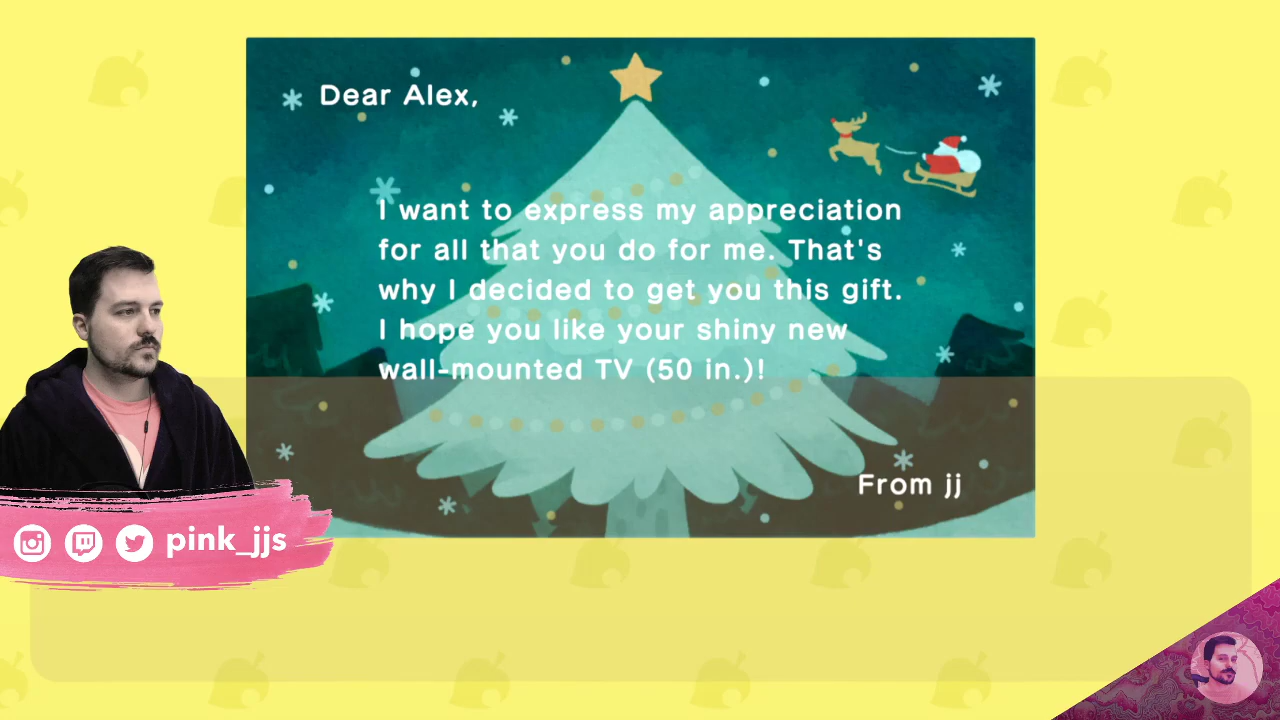 Dear Alex,
I want to express my appreciation
for all that you do for me. That's
why I decided to get you this gift.
I hope you like your shiny new
wall-mounted TV (50 in.)!
From jj
pink_jjs